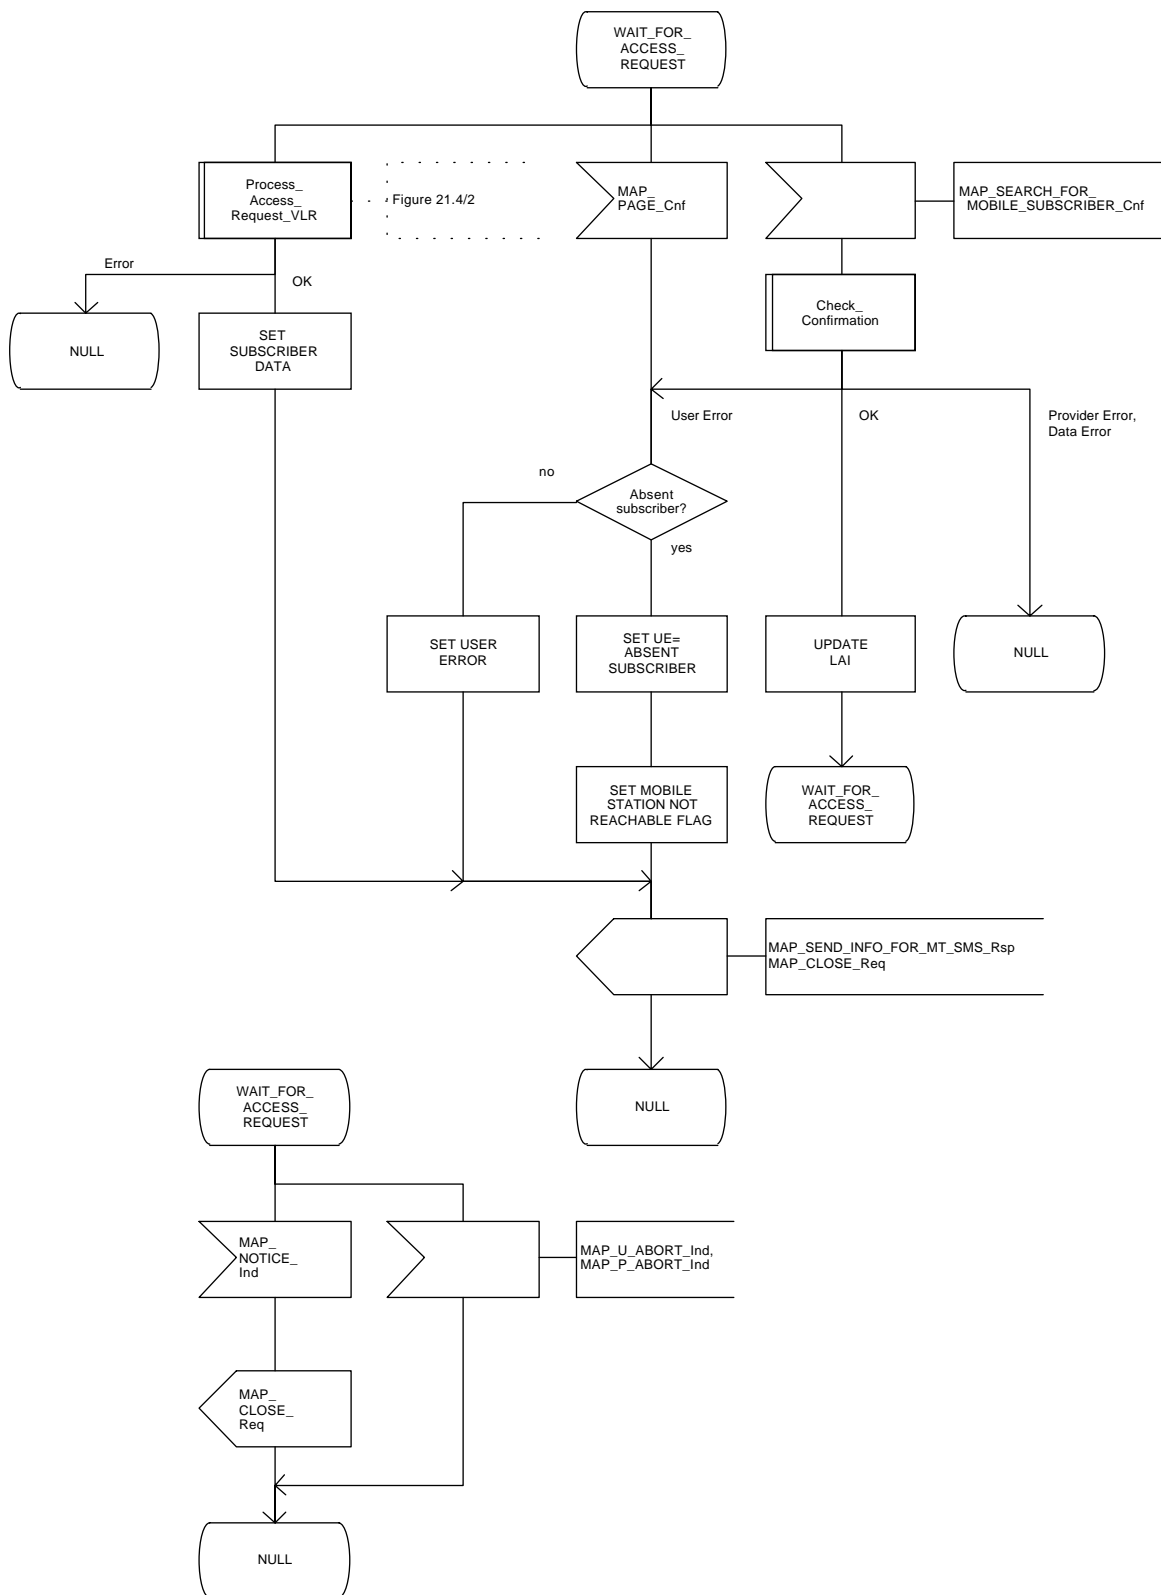 WAIT_FOR_
ACCESS_
REQUEST
Process_
Access_
Request_VLR
Figure 21.4/2
MAP_
PAGE_Cnf
MAP_SEARCH_FOR_
MOBILE_SUBSCRIBER_Cnf
Error
OK
Check_
Confirmation
NULL
SET
SUBSCRIBER
DATA
User Error
OK
Provider Error,
Data Error
no
Absent
subscriber?
yes
SET USER
ERROR
SET UE=
ABSENT
SUBSCRIBER
UPDATE
LAI
NULL
SET MOBILE
STATION NOT
REACHABLE FLAG
WAIT_FOR_
ACCESS_
REQUEST
MAP_SEND_INFO_FOR_MT_SMS_Rsp
MAP_CLOSE_Req
NULL
WAIT_FOR_
ACCESS_
REQUEST
MAP_
NOTICE_
Ind
MAP_U_ABORT_Ind,
MAP_P_ABORT_Ind
MAP_
CLOSE_
Req
NULL